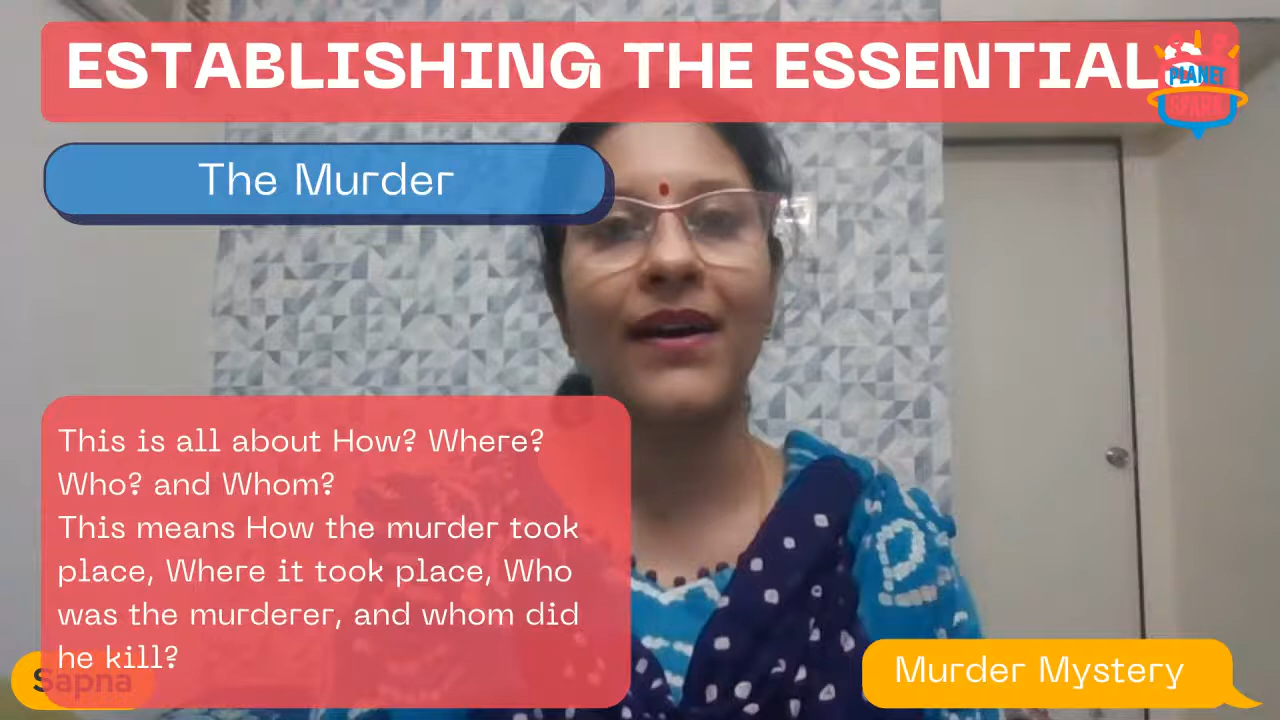 ESTABLISHING THE ESSENTIALS
PLANET
SPARK
The Murder
This is all about How? Where?
Who? and Whom?
This means How the murder took
place, Where it took place, Who
was the murderer, and whom did
he kill?
Sapna
Murder Mystery